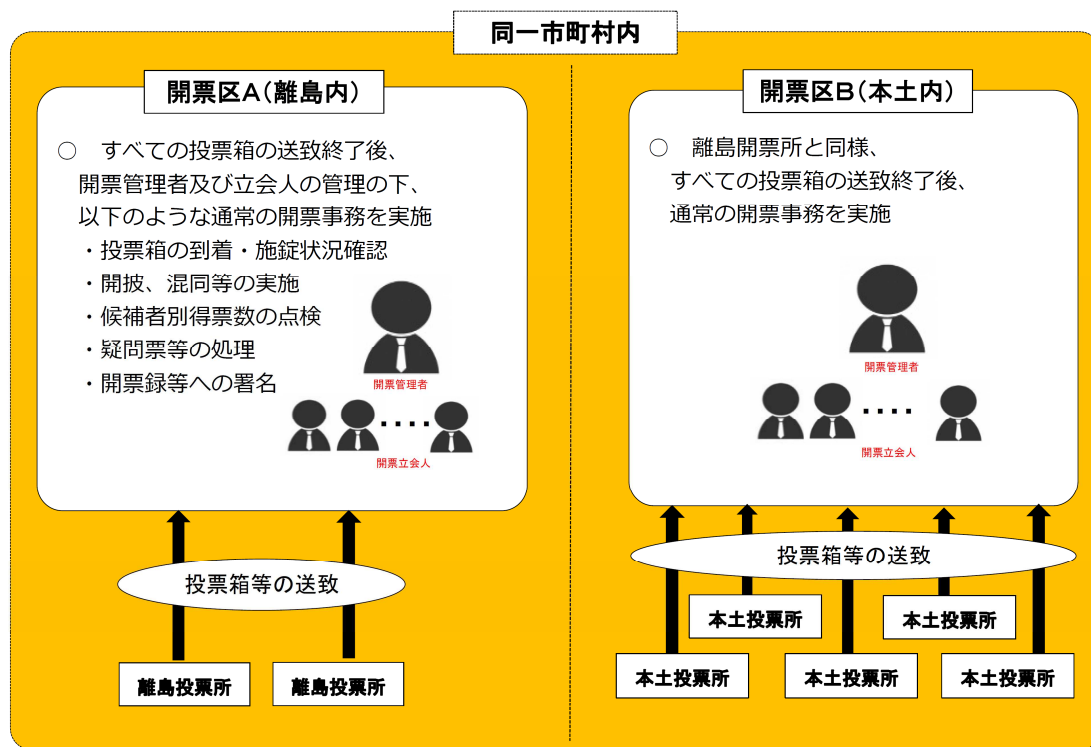 同一市町村内
開票区A(離島内)
○　すべての投票箱の送致終了後、
開票管理者及び立会人の管理の下、
以下のような通常の開票事務を実施
・投票箱の到着・施錠状況確認
・開披、混同等の実施
・候補者別得票数の点検
・疑問票等の処理
・開票録等への署名
開票管理者
････
開票立会人
投票箱等の送致
離島投票所
離島投票所
開票区B(本土内)
○　離島開票所と同様、
すべての投票箱の送致終了後、
通常の開票事務を実施
開票管理者
････
開票立会人
投票箱等の送致
本土投票所
本土投票所
本土投票所
本土投票所
本土投票所